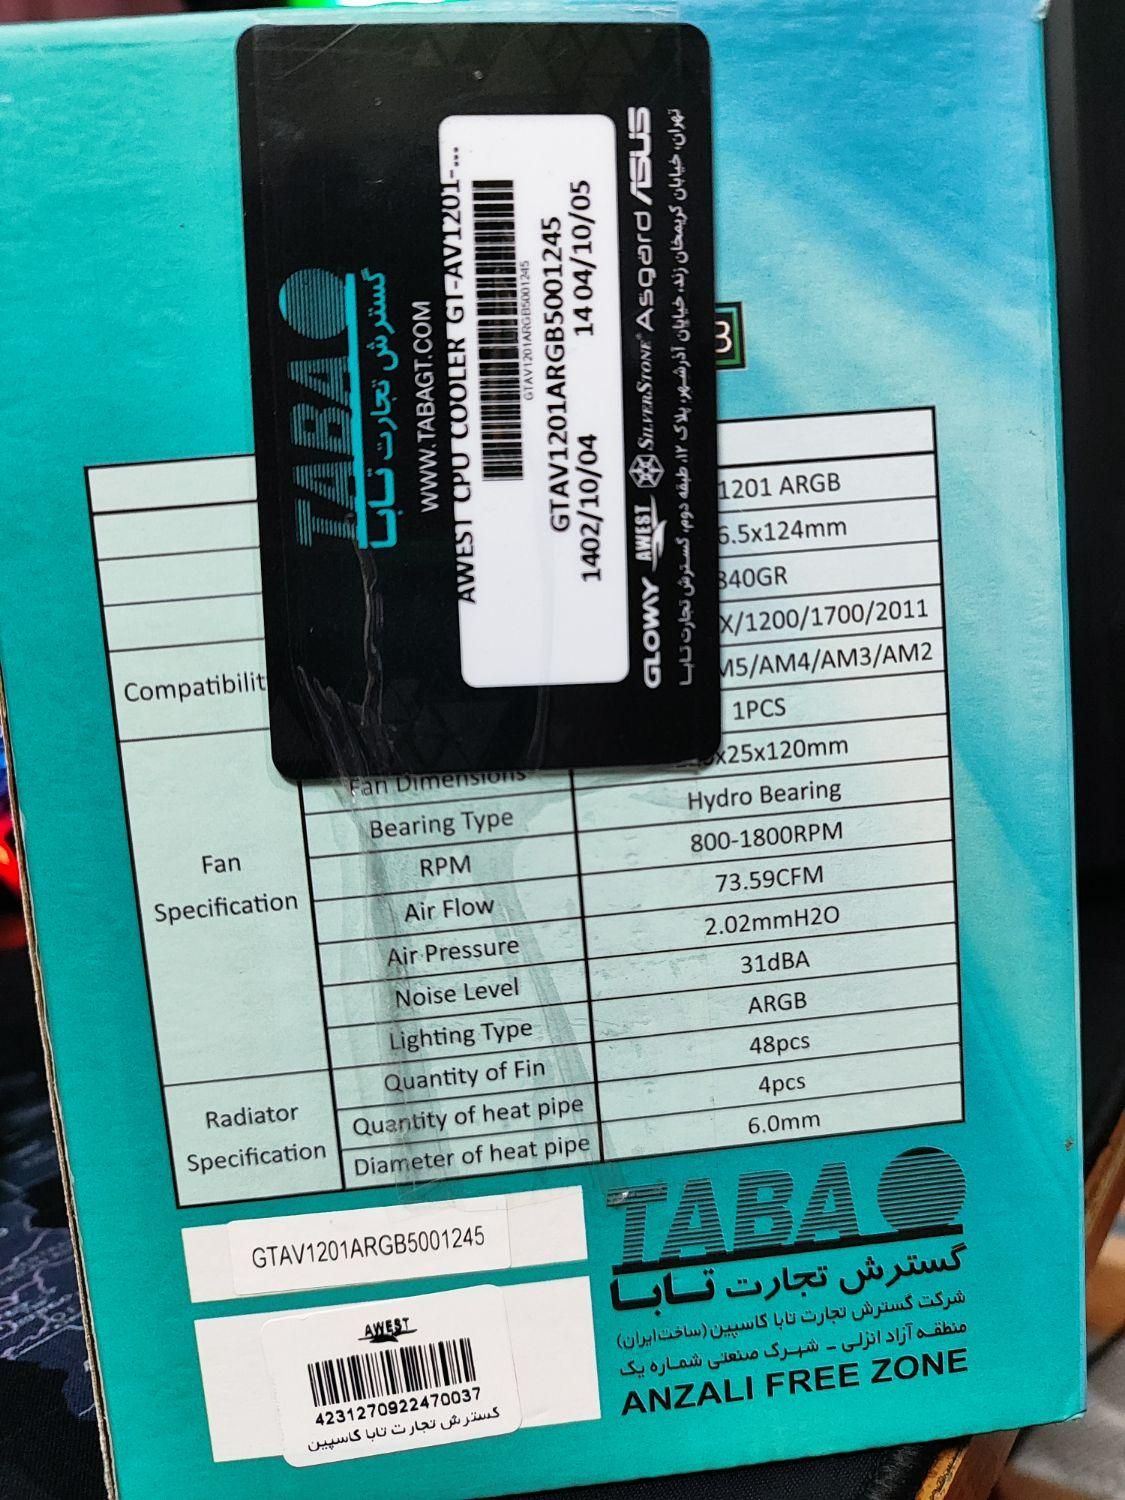 TABA
گسترش تجارت تابا
WWW.TABAGT.COM
AWEST CPU COOLER GT-AV1201-...
GTAV1201ARGB5001245
GTAV1201ARGB5001245
1402/10/04 1404/10/05
GLOWAY AWEST SILVERSTONE® Asgard ASUS
تهران، خیابان کریمخان زند، خیابان آذرشهر، پلاک ۱۲، طبقه دوم، گسترش تجارت تابا
3
1201 ARGB
6.5x124mm
840GR
X/1200/1700/2011
Compatibilit M5/AM4/AM3/AM2
1PCS
Fan Dimensions x25x120mm
Bearing Type Hydro Bearing
Fan Specification
RPM 800-1800RPM
Air Flow 73.59CFM
Air Pressure 2.02mmH2O
Noise Level 31dBA
Lighting Type ARGB
Radiator Specification
Quantity of Fin 48pcs
Quantity of heat pipe 4pcs
Diameter of heat pipe 6.0mm
GTAV1201ARGB5001245
AWEST
4231270922470037
گسترش تجارت تابا کاسپین
TABA
گسترش تجارت تابا
شرکت گسترش تجارت تابا کاسپین (ساخت ایران)
منطقه آزاد انزلی - شهرک صنعتی شماره یک
ANZALI FREE ZONE